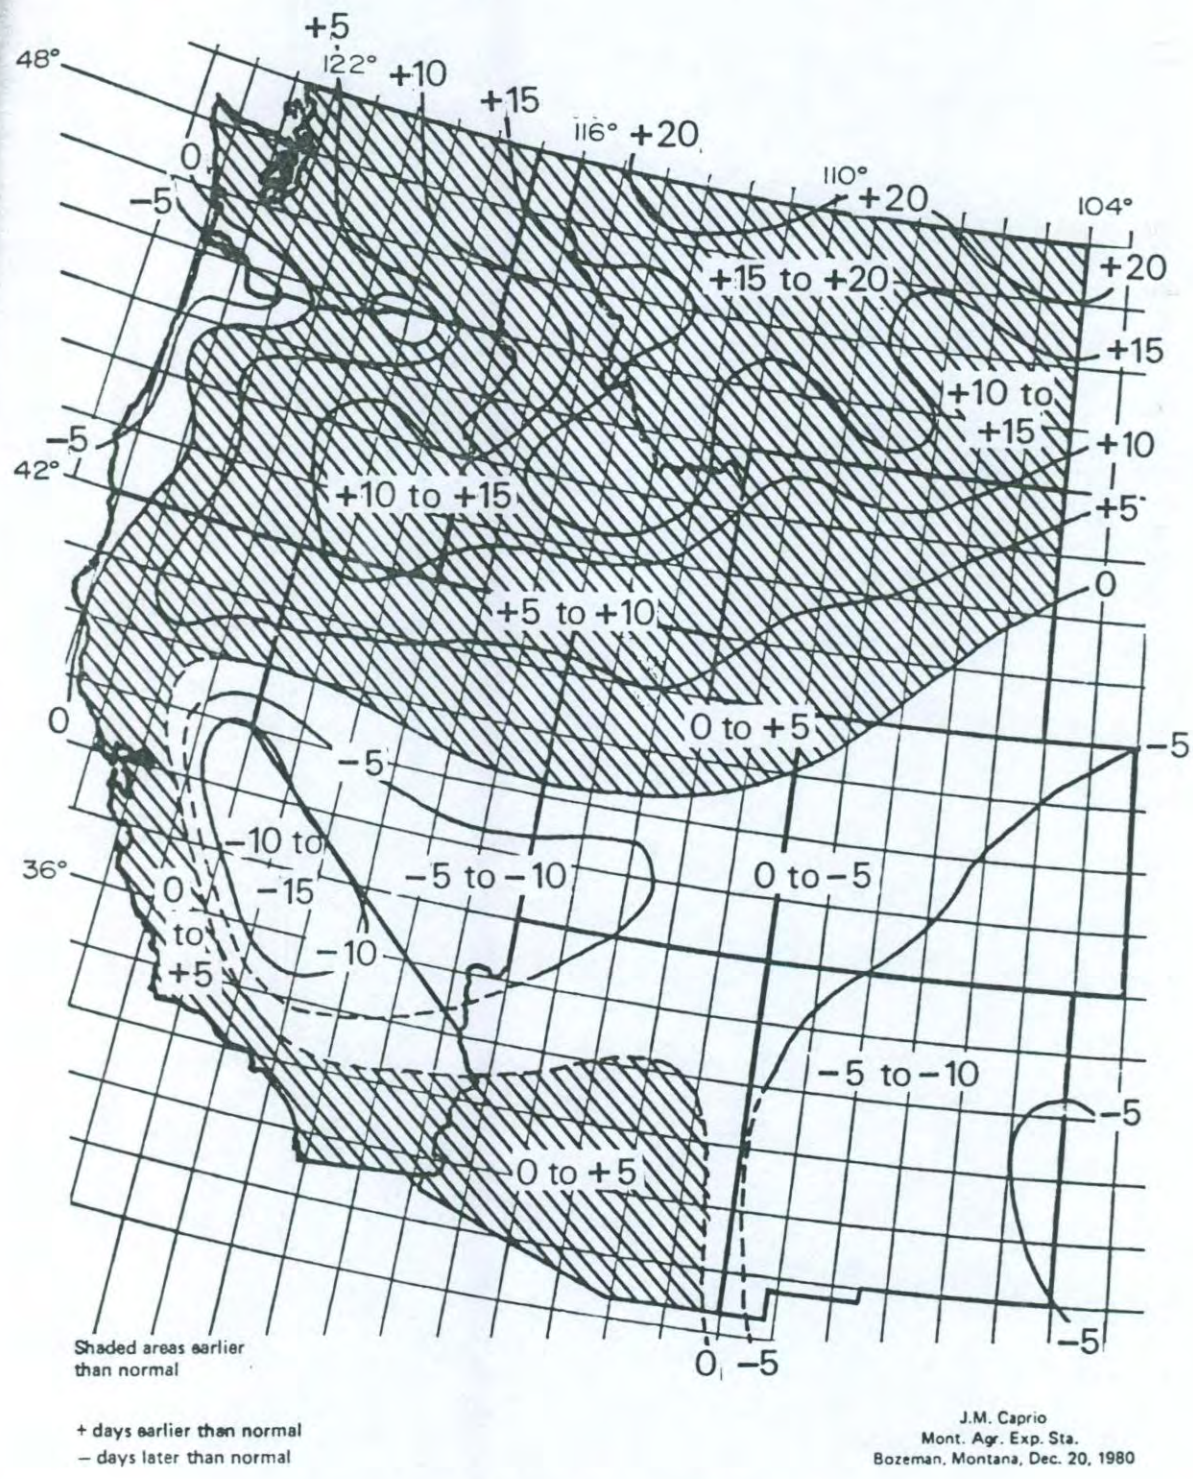 +5
48°
122°
+10
+15
116°
+20
110°
+20
104°
0
-5
+15 to +20
+20
+15
+10 to
+15
-5
42°
+10
+10 to +15
+5
0
+5 to +10
0
0 to +5
-5
-5
-10 to
-15
36°
0
to
+5
-5 to -10
0 to -5
-10
-5 to -10
-5
0 to +5
Shaded areas earlier
than normal
0
-5
-5
+ days earlier than normal
— days later than normal
J.M. Caprio
Mont. Agr. Exp. Sta.
Bozeman, Montana, Dec. 20, 1980